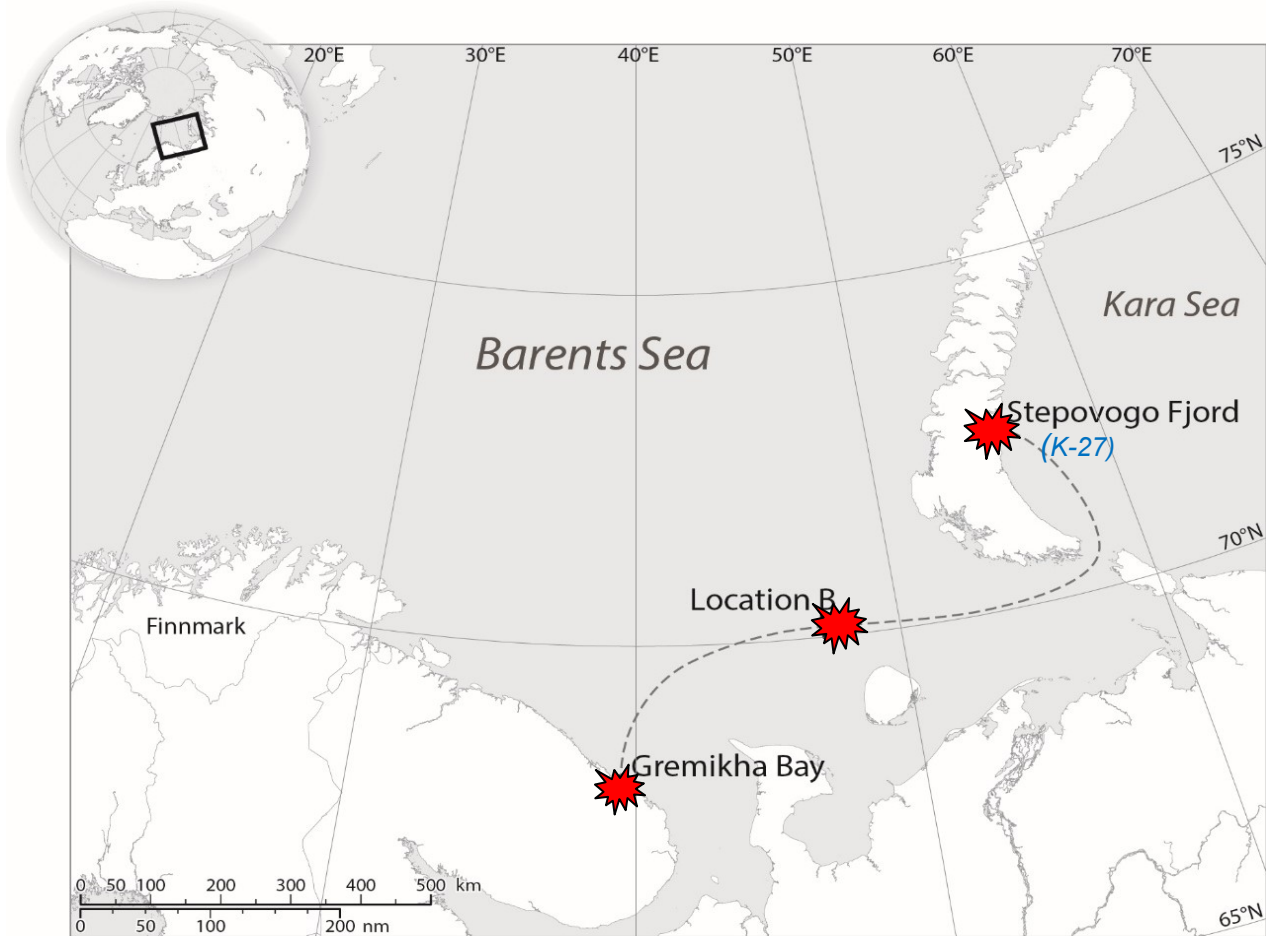 20°E 30°E 40°E 50°E 60°E 70°E
75°N
Kara Sea
Barents Sea
Stepovogo Fjord
(K-27)
70°N
Location B
Finnmark
Gremikha Bay
0 50 100 200 300 400 500 km
0 50 100 200 nm
65°N